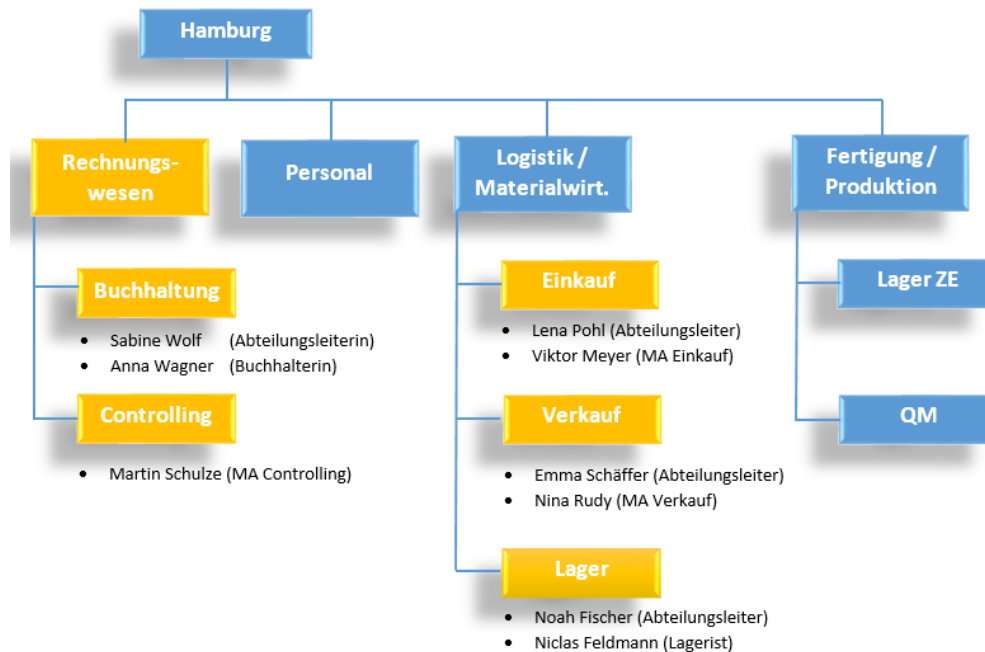 Hamburg
Rechnungs-
wesen
Personal
Logistik /
Materialwirt.
Fertigung /
Produktion
Buchhaltung
• Sabine Wolf (Abteilungsleiterin)
• Anna Wagner (Buchhalterin)
Controlling
• Martin Schulze (MA Controlling)
Einkauf
• Lena Pohl (Abteilungsleiter)
• Viktor Meyer (MA Einkauf)
Verkauf
• Emma Schäffer (Abteilungsleiter)
• Nina Rudy (MA Verkauf)
Lager
• Noah Fischer (Abteilungsleiter)
• Niclas Feldmann (Lagerist)
Lager ZE
QM